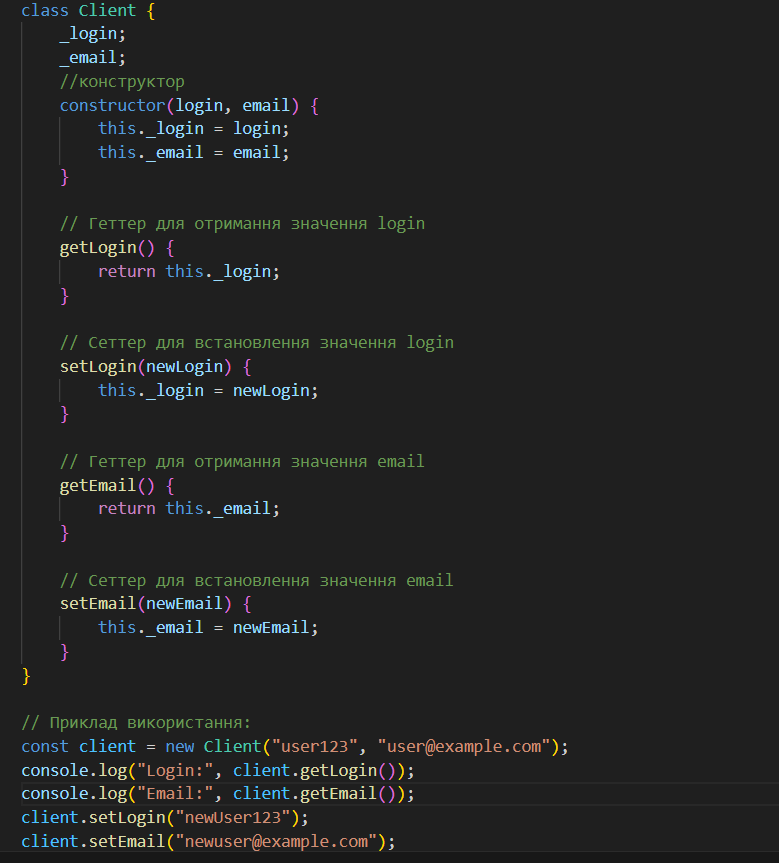 class Client {
_login;
_email;
//конструктор
constructor(login, email) {
this._login = login;
this._email = email;
}
// Геттер для отримання значення login
getLogin() {
return this._login;
}
// Сеттер для встановлення значення login
setLogin(newLogin) {
this._login = newLogin;
}
// Геттер для отримання значення email
getEmail() {
return this._email;
}
// Сеттер для встановлення значення email
setEmail(newEmail) {
this._email = newEmail;
}
}
// Приклад використання:
const client = new Client("user123", "user@example.com");
console.log("Login:", client.getLogin());
console.log("Email:", client.getEmail());
client.setLogin("newUser123");
client.setEmail("newuser@example.com");